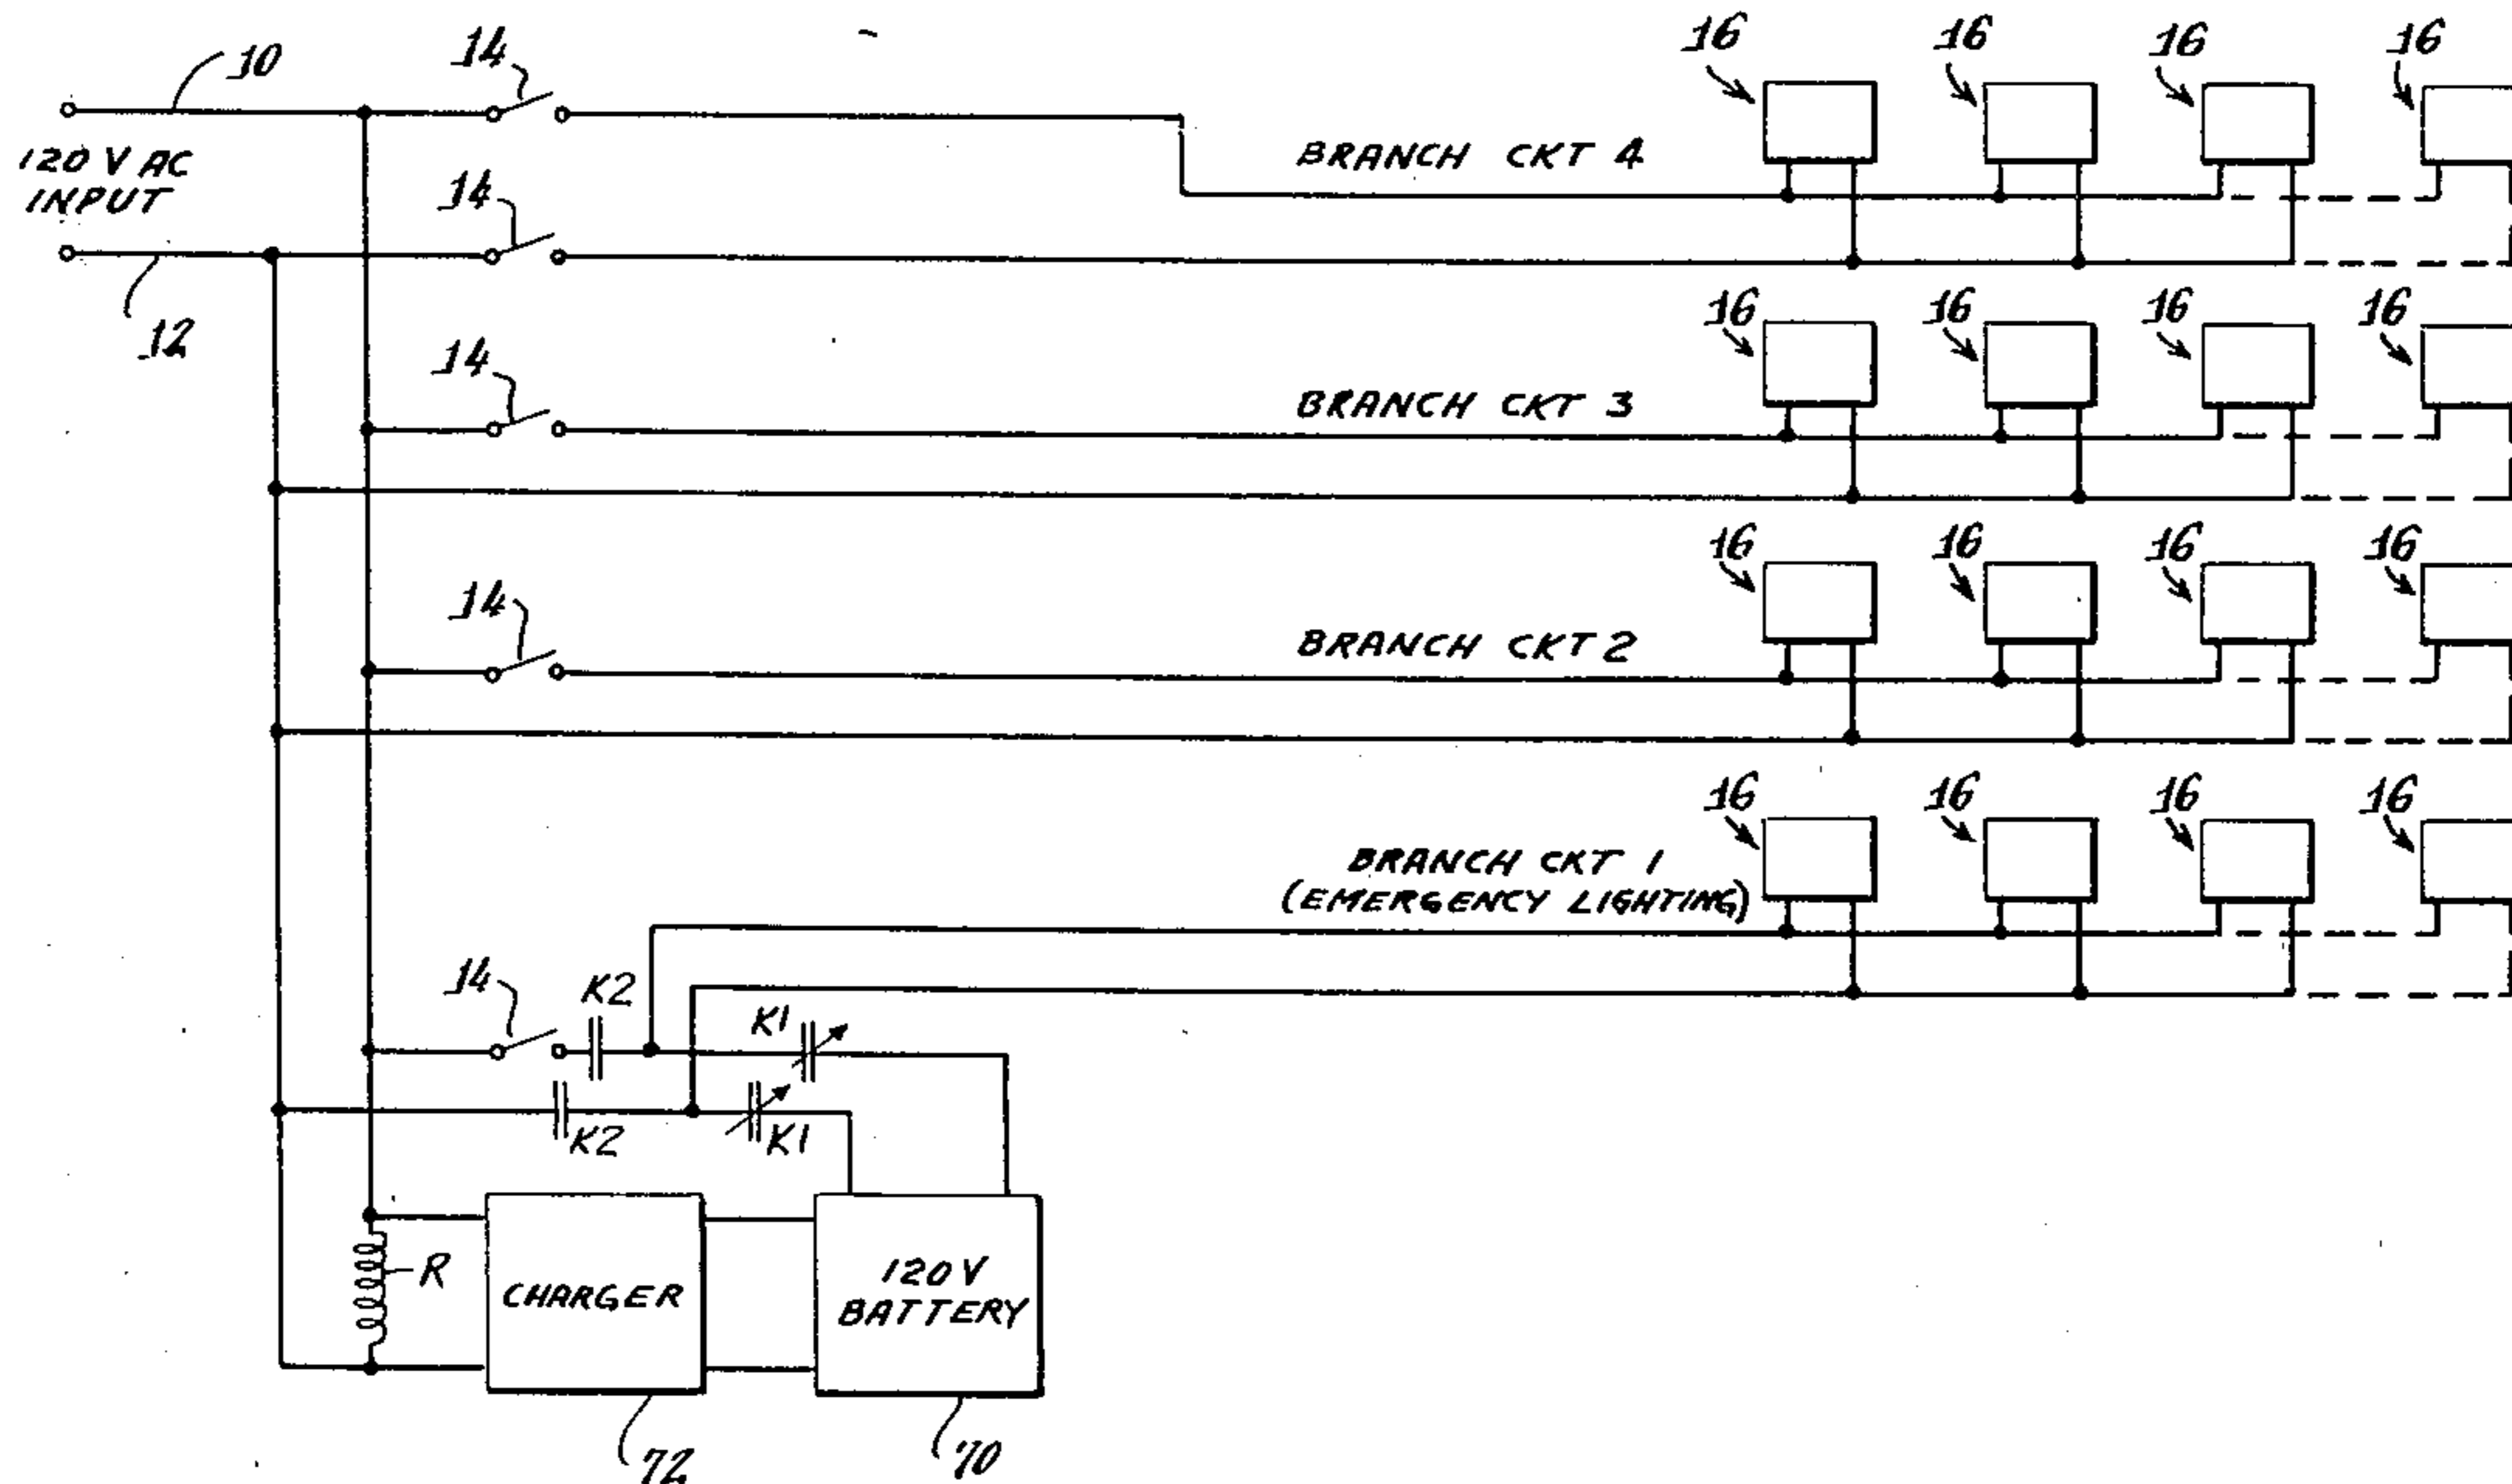 10
14
16
16
16
16
120 V AC
INPUT
BRANCH CKT 4
14
12
14
16
16
16
16
BRANCH CKT 3
14
16
16
16
16
BRANCH CKT 2
16
16
16
16
BRANCH CKT 1
(EMERGENCY LIGHTING)
14
K2
K1
K2
K1
R
CHARGER
120V
BATTERY
72
70